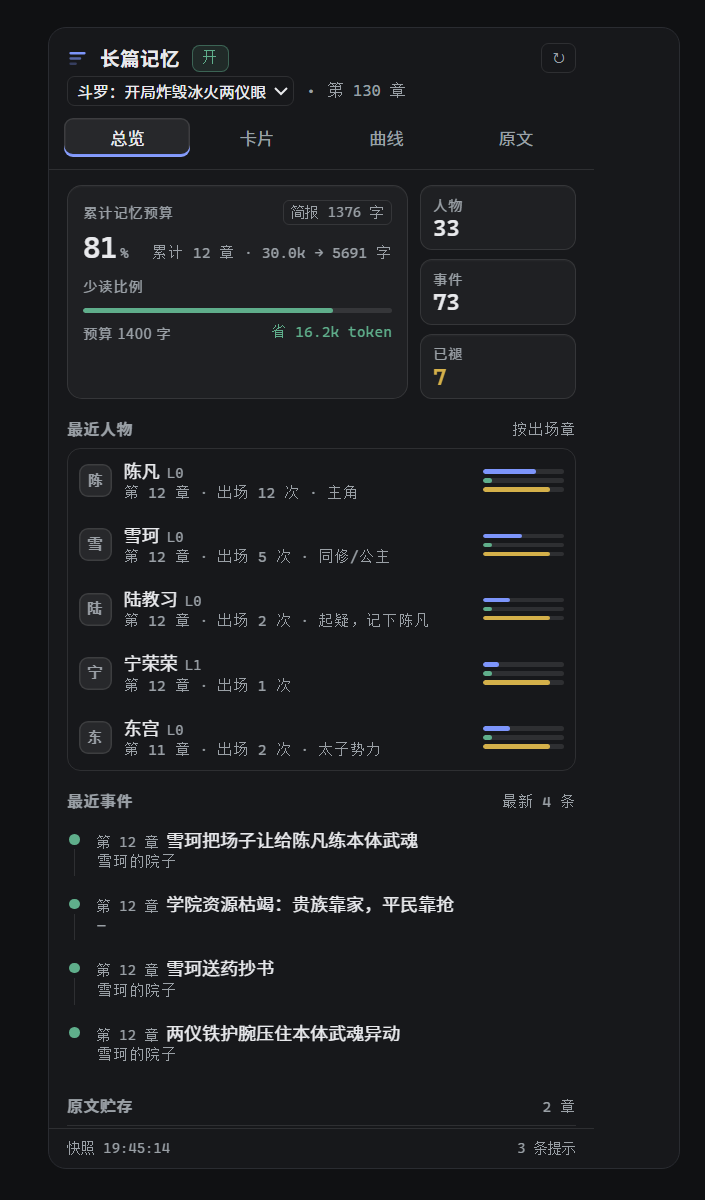 长篇记忆 开 ↻
斗罗：开局炸毁冰火两仪眼 · 第 130 章
总览 卡片 曲线 原文
累计记忆预算 简报 1376 字
81% 累计 12 章 · 30.0k → 5691 字
少读比例
预算 1400 字 省 16.2k token
人物
33
事件
73
已褪
7
最近人物 按出场章
陈 陈凡 L0
第 12 章 · 出场 12 次 · 主角
雪 雪珂 L0
第 12 章 · 出场 5 次 · 同修/公主
陆 陆教习 L0
第 12 章 · 出场 2 次 · 起疑，记下陈凡
宁 宁荣荣 L1
第 12 章 · 出场 1 次
东 东宫 L0
第 11 章 · 出场 2 次 · 太子势力
最近事件 最新 4 条
第 12 章 雪珂把场子让给陈凡练本体武魂
雪珂的院子
第 12 章 学院资源枯竭：贵族靠家，平民靠抢
—
第 12 章 雪珂送药抄书
雪珂的院子
第 12 章 两仪铁护腕压住本体武魂异动
雪珂的院子
原文贮存 2 章
快照 19:45:14 3 条提示